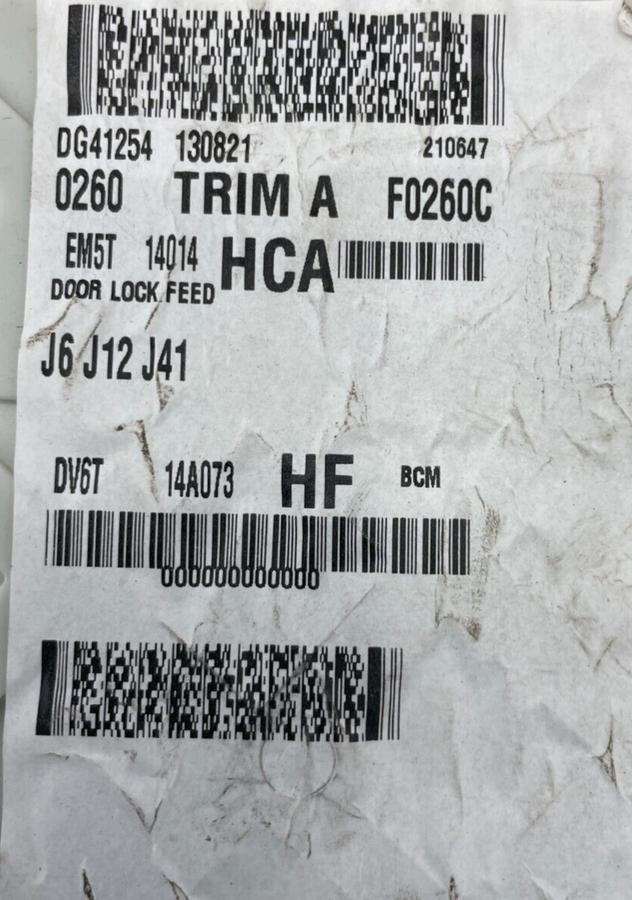 DG41254 130821 210647
0260 TRIM A F0260C
EM5T 14014 HCA
DOOR LOCK FEED
J6 J12 J41
DV6T 14A073 HF BCM
000000000000